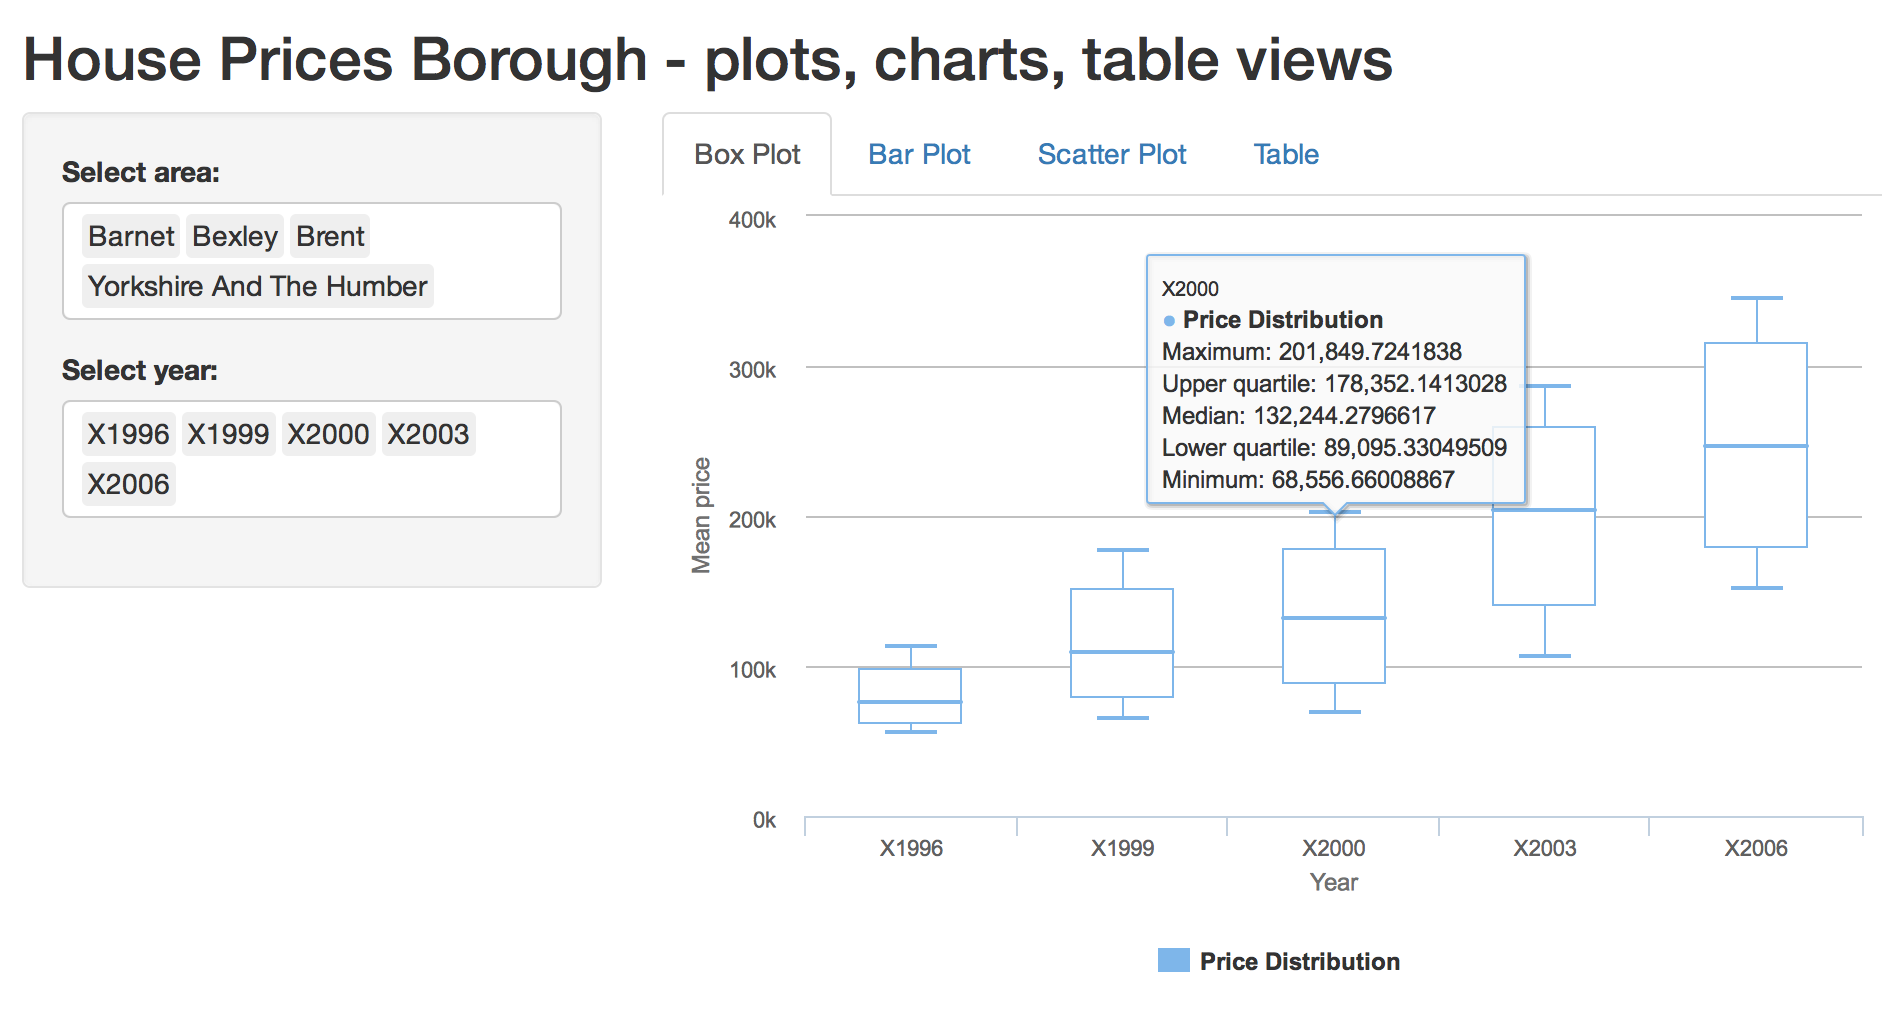 House Prices Borough - plots, charts, table views
Select area:
Barnet Bexley Brent
Yorkshire And The Humber
Select year:
X1996 X1999 X2000 X2003
X2006
Box Plot Bar Plot Scatter Plot Table
400k
300k
200k
100k
0k
Mean price
X2000
Price Distribution
Maximum: 201,849.7241838
Upper quartile: 178,352.1413028
Median: 132,244.2796617
Lower quartile: 89,095.33049509
Minimum: 68,556.66008867
X1996 X1999 X2000 X2003 X2006
Year
Price Distribution